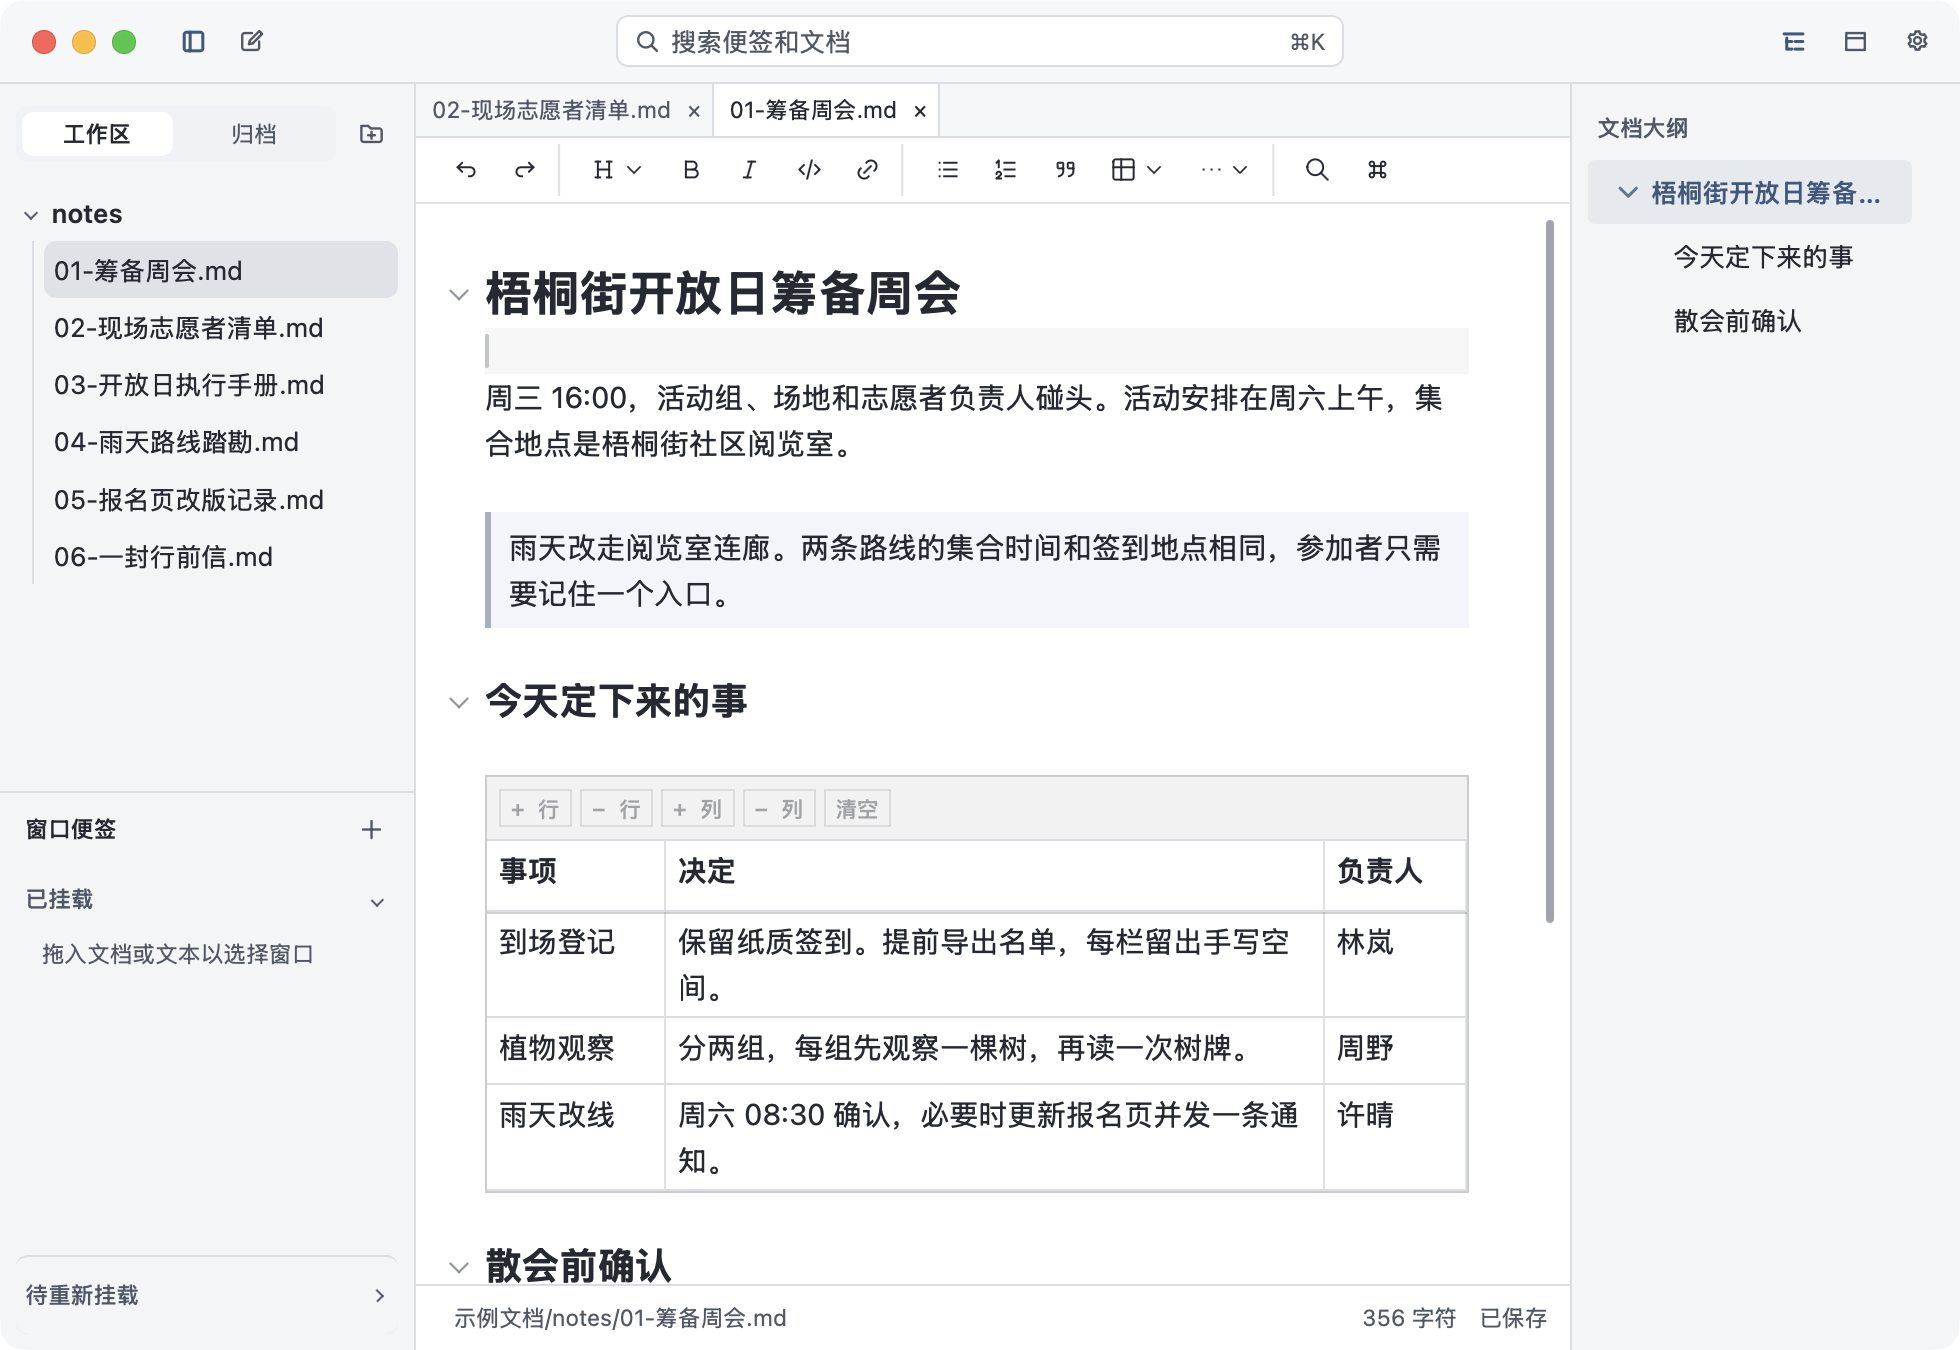 搜索便签和文档 ⌘K
工作区 归档
notes
01-筹备周会.md
02-现场志愿者清单.md
03-开放日执行手册.md
04-雨天路线踏勘.md
05-报名页改版记录.md
06-一封行前信.md
窗口便签
已挂载
拖入文档或文本以选择窗口
待重新挂载
02-现场志愿者清单.md × 01-筹备周会.md ×
梧桐街开放日筹备周会
周三 16:00，活动组、场地和志愿者负责人碰头。活动安排在周六上午，集
合地点是梧桐街社区阅览室。
雨天改走阅览室连廊。两条路线的集合时间和签到地点相同，参加者只需
要记住一个入口。
今天定下来的事
+ 行 − 行 + 列 − 列 清空
事项 决定 负责人
到场登记 保留纸质签到。提前导出名单，每栏留出手写空 林岚
间。
植物观察 分两组，每组先观察一棵树，再读一次树牌。 周野
雨天改线 周六 08:30 确认，必要时更新报名页并发一条通 许晴
知。
散会前确认
示例文档/notes/01-筹备周会.md 356 字符 已保存
文档大纲
梧桐街开放日筹备...
今天定下来的事
散会前确认